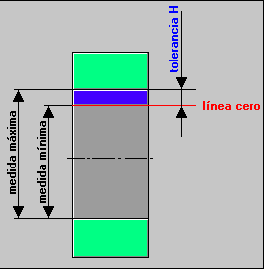 tolerancia H
línea cero
medida máxima
medida mínima